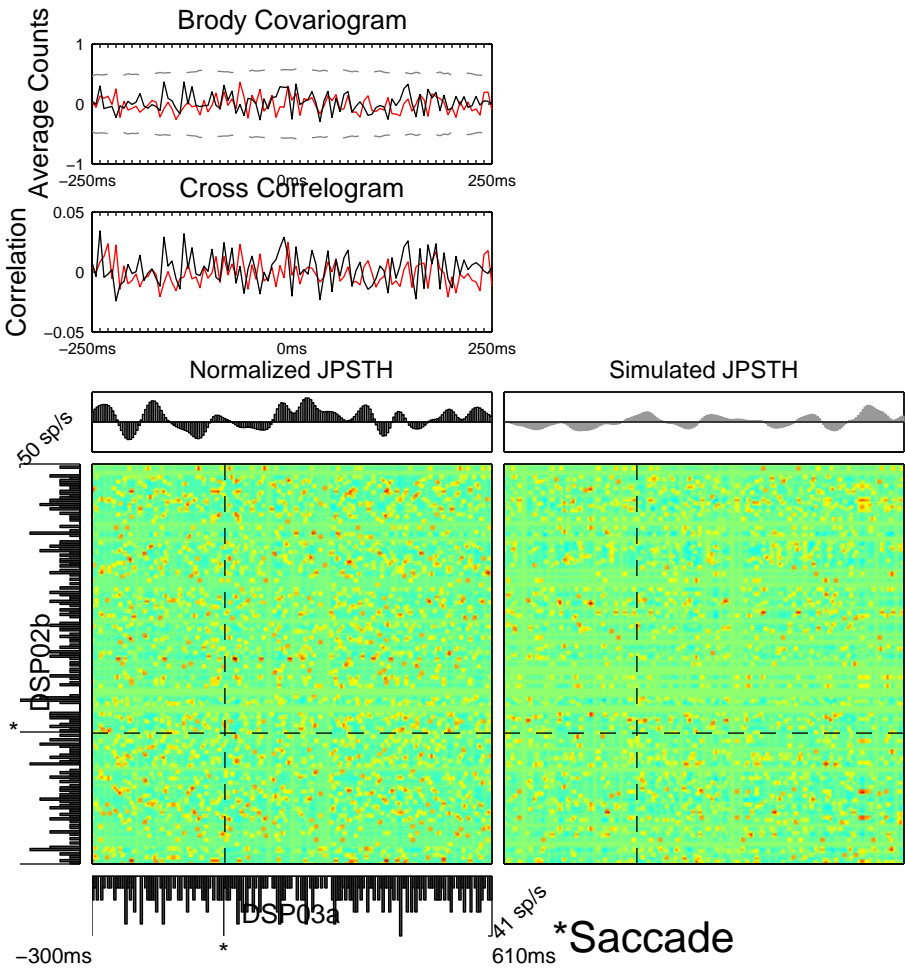 Brody Covariogram
Average Counts
1
0
−1
−250ms
0ms
250ms
Cross Correlogram
Correlation
0.05
0
−0.05
−250ms
0ms
250ms
Normalized JPSTH
Simulated JPSTH
50 sp/s
DSP02b
*
DSP03a
41 sp/s
*
*Saccade
−300ms
610ms